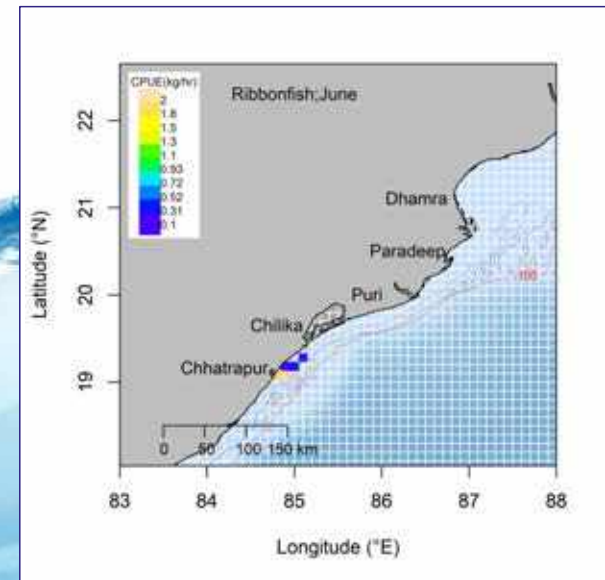 CPUE(kg/hr)
2
1.8
1.5
1.3
1.1
0.93
0.72
0.52
0.31
0.1
Ribbonfish;June
22
21
20
19
Latitude (°N)
Dhamra
Paradeep
100
Puri
Chilika
Chhatrapur
0 50 100 150 km
83 84 85 86 87 88
Longitude (°E)